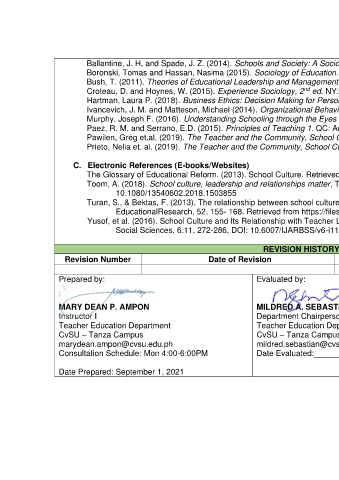 Ballantine, J. H, and Spade, J. Z. (2014). Schools and Society: A Socio
Boronski, Tomas and Hassan, Nasima (2015). Sociology of Education.
Bush, T. (2011). Theories of Educational Leadership and Management
Croteau, D. and Hoynes, W. (2015). Experience Sociology, 2nd ed. NY:
Hartman, Laura P. (2018). Business Ethics: Decision Making for Perso
Ivancevich, J. M. and Matteson, Michael (2014). Organizational Behavi
Murphy, Joseph F. (2016). Understanding Schooling through the Eyes
Paez, R. M. and Serrano, E.D. (2015). Principles of Teaching 1. QC: A
Pawilen, Greg et.al. (2019). The Teacher and the Community, School C
Prieto, Nelia et. al. (2019). The Teacher and the Community, School C
C. Electronic References (E-books/Websites)
The Glossary of Educational Reform. (2013). School Culture. Retrieved
Toom, A. (2018). School culture, leadership and relationships matter, T
10.1080/13540602.2018.1503855
Turan, S., & Bektas, F. (2013). The relationship between school culture
EducationalResearch, 52, 155- 168. Retrieved from https://files
Yusof, et al. (2016). School Culture and Its Relationship with Teacher L
Social Sciences, 6:11, 272-286, DOI: 10.6007/IJARBSS/v6-i11
REVISION HISTORY
Revision Number Date of Revision
Prepared by: Evaluated by:
MARY DEAN P. AMPON MILDRED A. SEBASTI
Instructor I Department Chairperso
Teacher Education Department Teacher Education Dep
CvSU – Tanza Campus CvSU – Tanza Campus
marydean.ampon@cvsu.edu.ph mildred.sebastian@cvs
Consultation Schedule: Mon 4:00-6:00PM Date Evaluated:______
Date Prepared: September 1, 2021